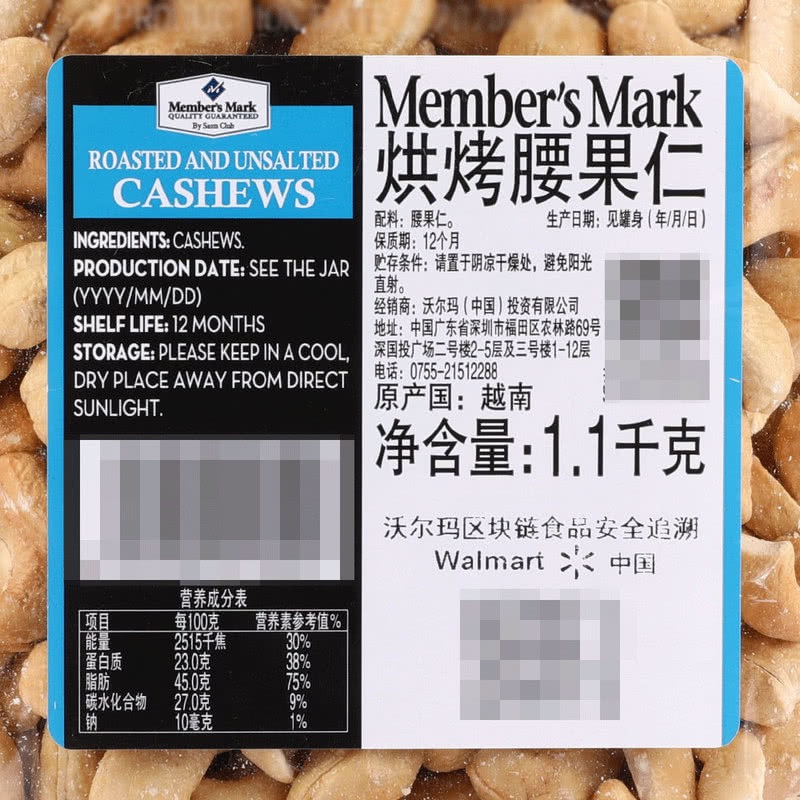 Member's Mark
QUALITY GUARANTEED
By Sam's Club
ROASTED AND UNSALTED
CASHEWS
INGREDIENTS: CASHEWS.
PRODUCTION DATE: SEE THE JAR
(YYYY/MM/DD)
SHELF LIFE: 12 MONTHS
STORAGE: PLEASE KEEP IN A COOL,
DRY PLACE AWAY FROM DIRECT
SUNLIGHT.
营养成分表
项目 每100克 营养素参考值%
能量 2515千焦 30%
蛋白质 23.0克 38%
脂肪 45.0克 75%
碳水化合物 27.0克 9%
钠 10毫克 1%
Member's Mark
烘烤腰果仁
配料：腰果仁。 生产日期：见罐身（年/月/日）
保质期：12个月
贮存条件：请置于阴凉干燥处，避免阳光
直射。
经销商：沃尔玛（中国）投资有限公司
地址：中国广东省深圳市福田区农林路69号
深国投广场二号楼2-5层及三号楼1-12层
电话：0755-21512288
原产国：越南
净含量：1.1千克
沃尔玛区块链食品安全追溯
Walmart 中国